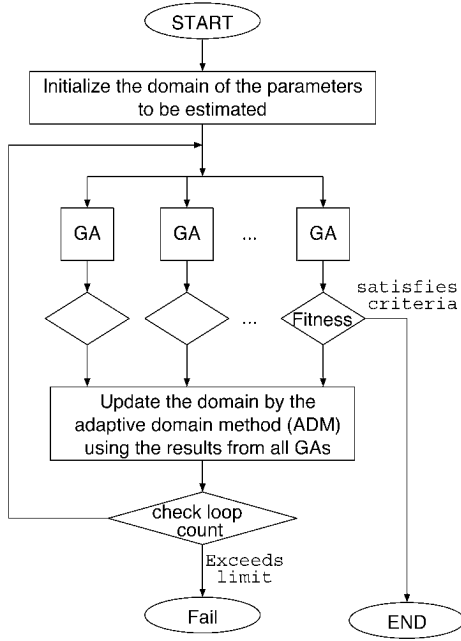 START
Initialize the domain of the parameters
to be estimated
GA
GA
...
GA
satisfies
criteria
...
Fitness
Update the domain by the
adaptive domain method (ADM)
using the results from all GAs
check loop
count
Exceeds
limit
Fail
END